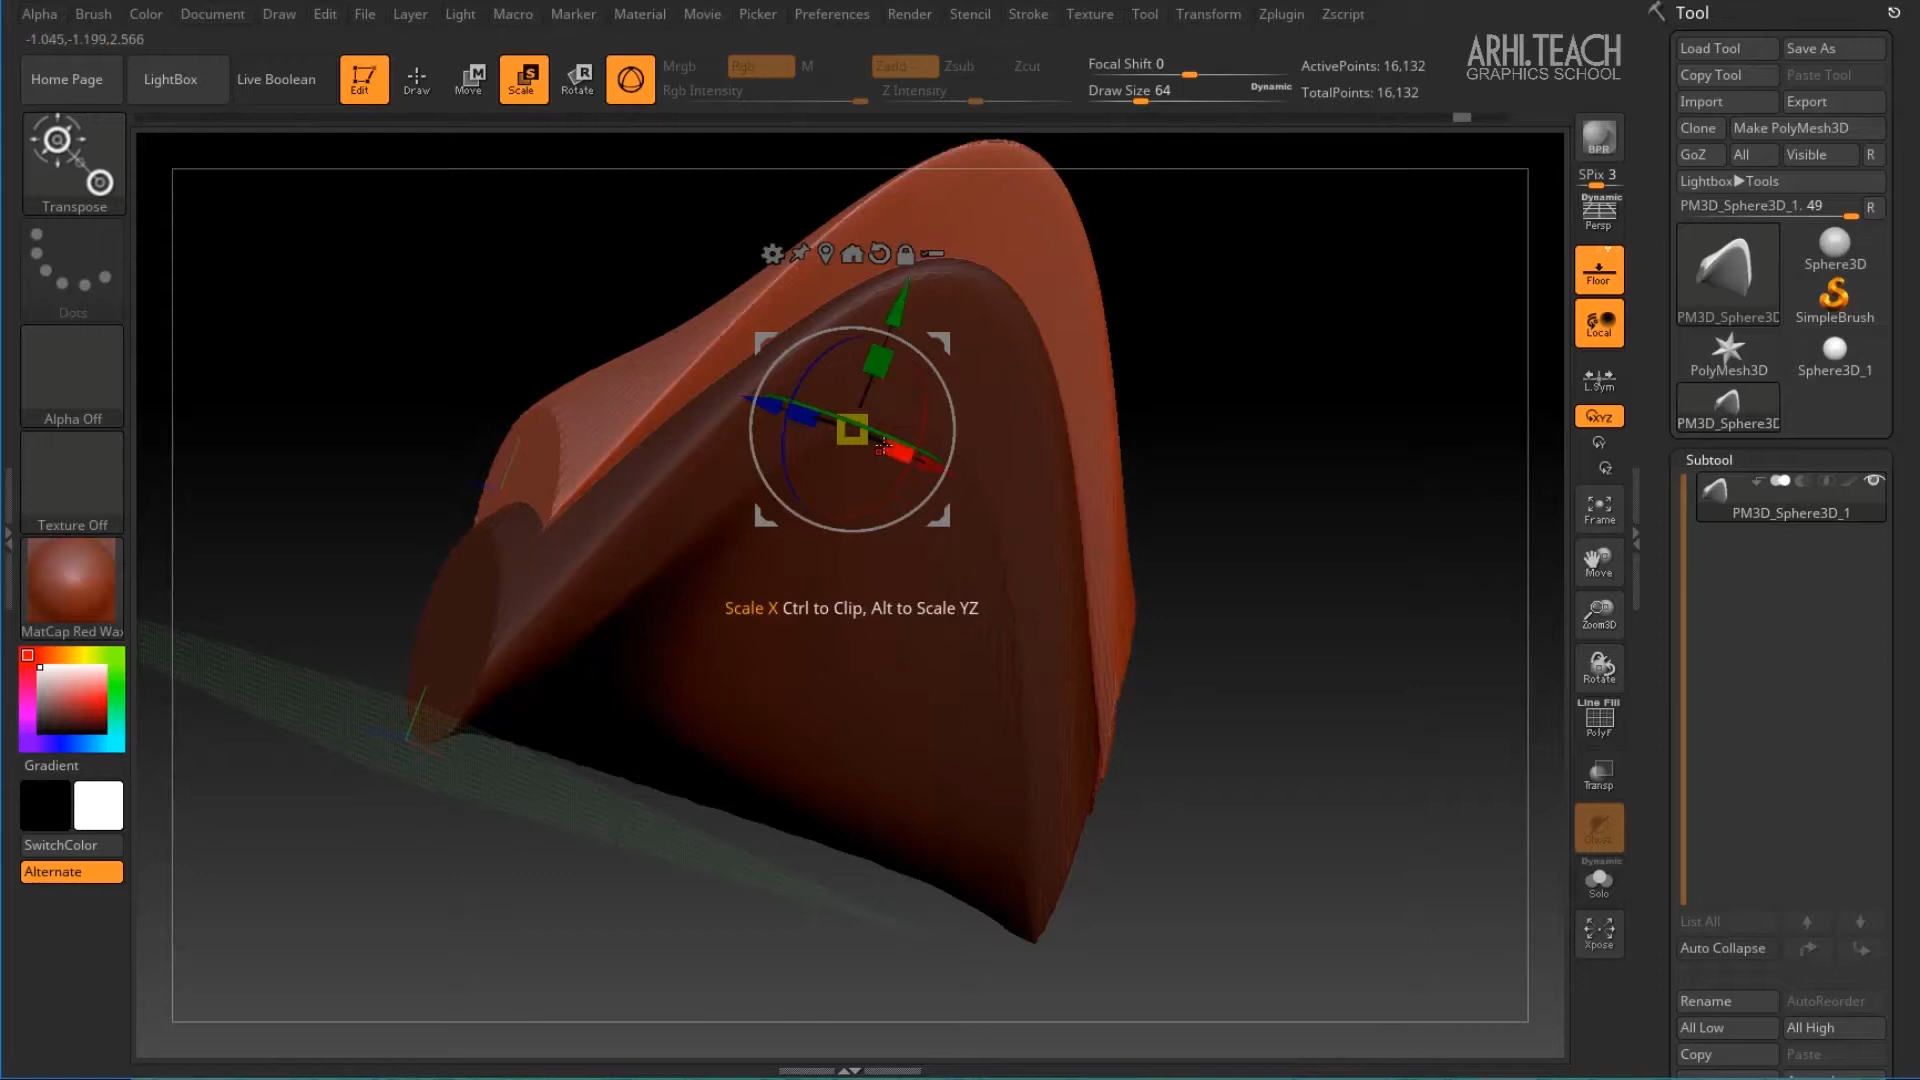 Alpha Brush Color Document Draw Edit File Layer Light Macro Marker Material Movie Picker Preferences Render Stencil Stroke Texture Tool Transform Zplugin Zscript
-1.045,-1.199,2.566
Home Page LightBox Live Boolean Edit Draw Move Scale Rotate
Mrgb Rgb M Zadd Zsub Zcut
Rgb Intensity Z Intensity
Focal Shift 0
Draw Size 64 Dynamic
ActivePoints: 16,132
TotalPoints: 16,132
ARHI.TEACH
GRAPHICS SCHOOL
Transpose
Dots
Alpha Off
Texture Off
MatCap Red Wax
Gradient
SwitchColor
Alternate
Scale X Ctrl to Clip, Alt to Scale YZ
BPR
SPix 3
Dynamic
Persp
Floor
Local
L.Sym
XYZ
Frame
Move
Zoom3D
Rotate
Line Fill
PolyF
Transp
Dynamic
Solo
Xpose
Tool
Load Tool Save As
Copy Tool Paste Tool
Import Export
Clone Make PolyMesh3D
GoZ All Visible R
Lightbox▶Tools
PM3D_Sphere3D_1. 49 R
PM3D_Sphere3D Sphere3D
SimpleBrush
PolyMesh3D Sphere3D_1
PM3D_Sphere3D
Subtool
PM3D_Sphere3D_1
List All
Auto Collapse
Rename AutoReorder
All Low All High
Copy Paste